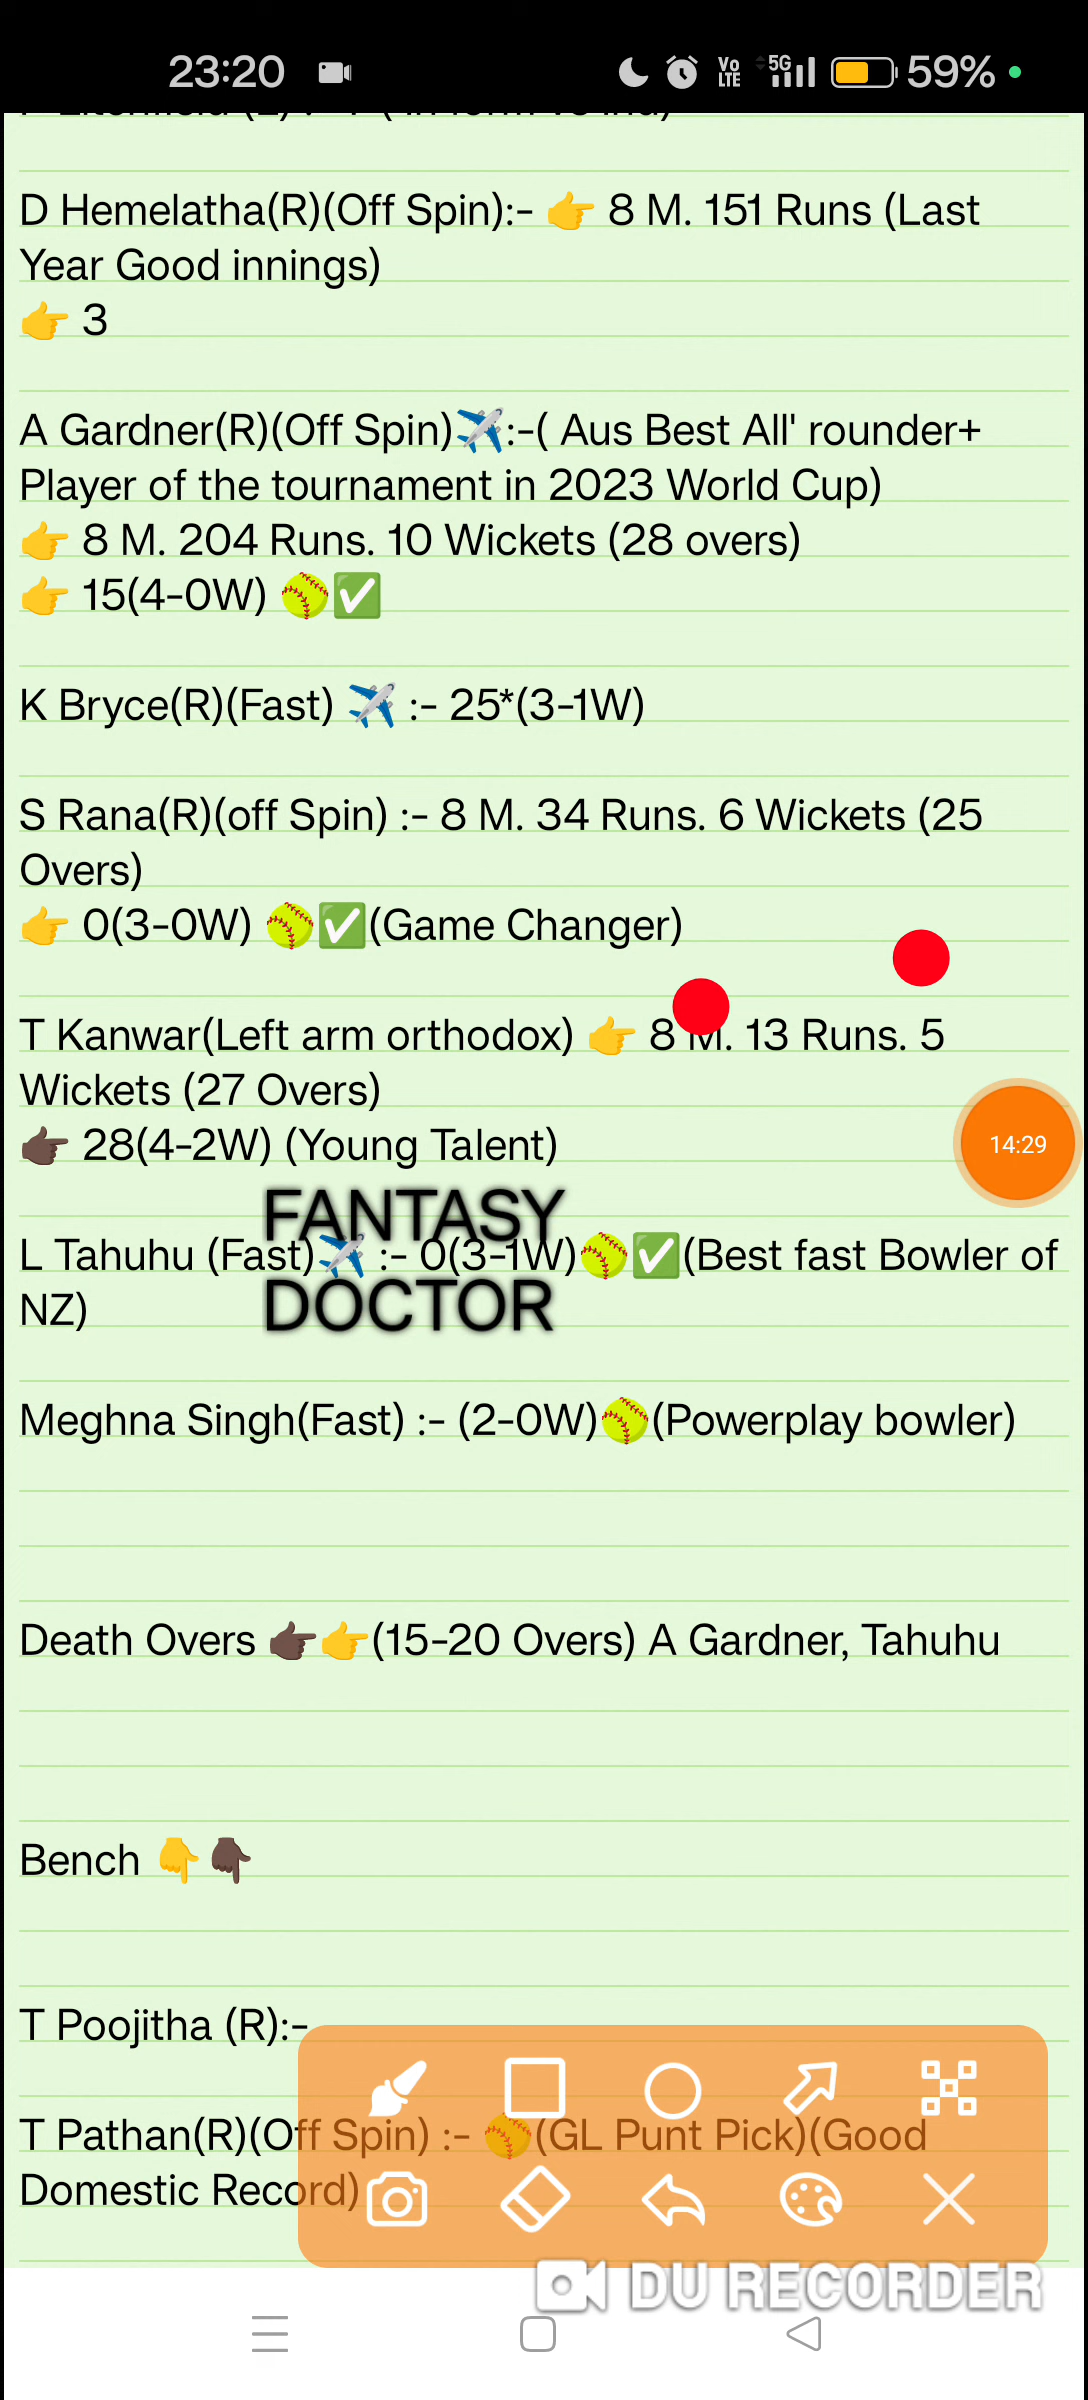 23:20 Vo LTE 5G 59%
D Hemelatha(R)(Off Spin):- 👉 8 M. 151 Runs (Last
Year Good innings)
👉 3
A Gardner(R)(Off Spin)✈️:-( Aus Best All' rounder+
Player of the tournament in 2023 World Cup)
👉 8 M. 204 Runs. 10 Wickets (28 overs)
👉 15(4-0W) 🥎✅
K Bryce(R)(Fast) ✈️ :- 25*(3-1W)
S Rana(R)(off Spin) :- 8 M. 34 Runs. 6 Wickets (25
Overs)
👉 0(3-0W) 🥎✅(Game Changer)
T Kanwar(Left arm orthodox) 👉 8 M. 13 Runs. 5
Wickets (27 Overs)
👉🏿 28(4-2W) (Young Talent)
14:29
FANTASY
DOCTOR
L Tahuhu (Fast)✈️ :- 0(3-1W)🥎✅(Best fast Bowler of
NZ)
Meghna Singh(Fast) :- (2-0W)🥎(Powerplay bowler)
Death Overs 👉🏿👉(15-20 Overs) A Gardner, Tahuhu
Bench 👇👇🏿
T Poojitha (R):-
T Pathan(R)(Off Spin) :- 🥎(GL Punt Pick)(Good
Domestic Record)
DU RECORDER